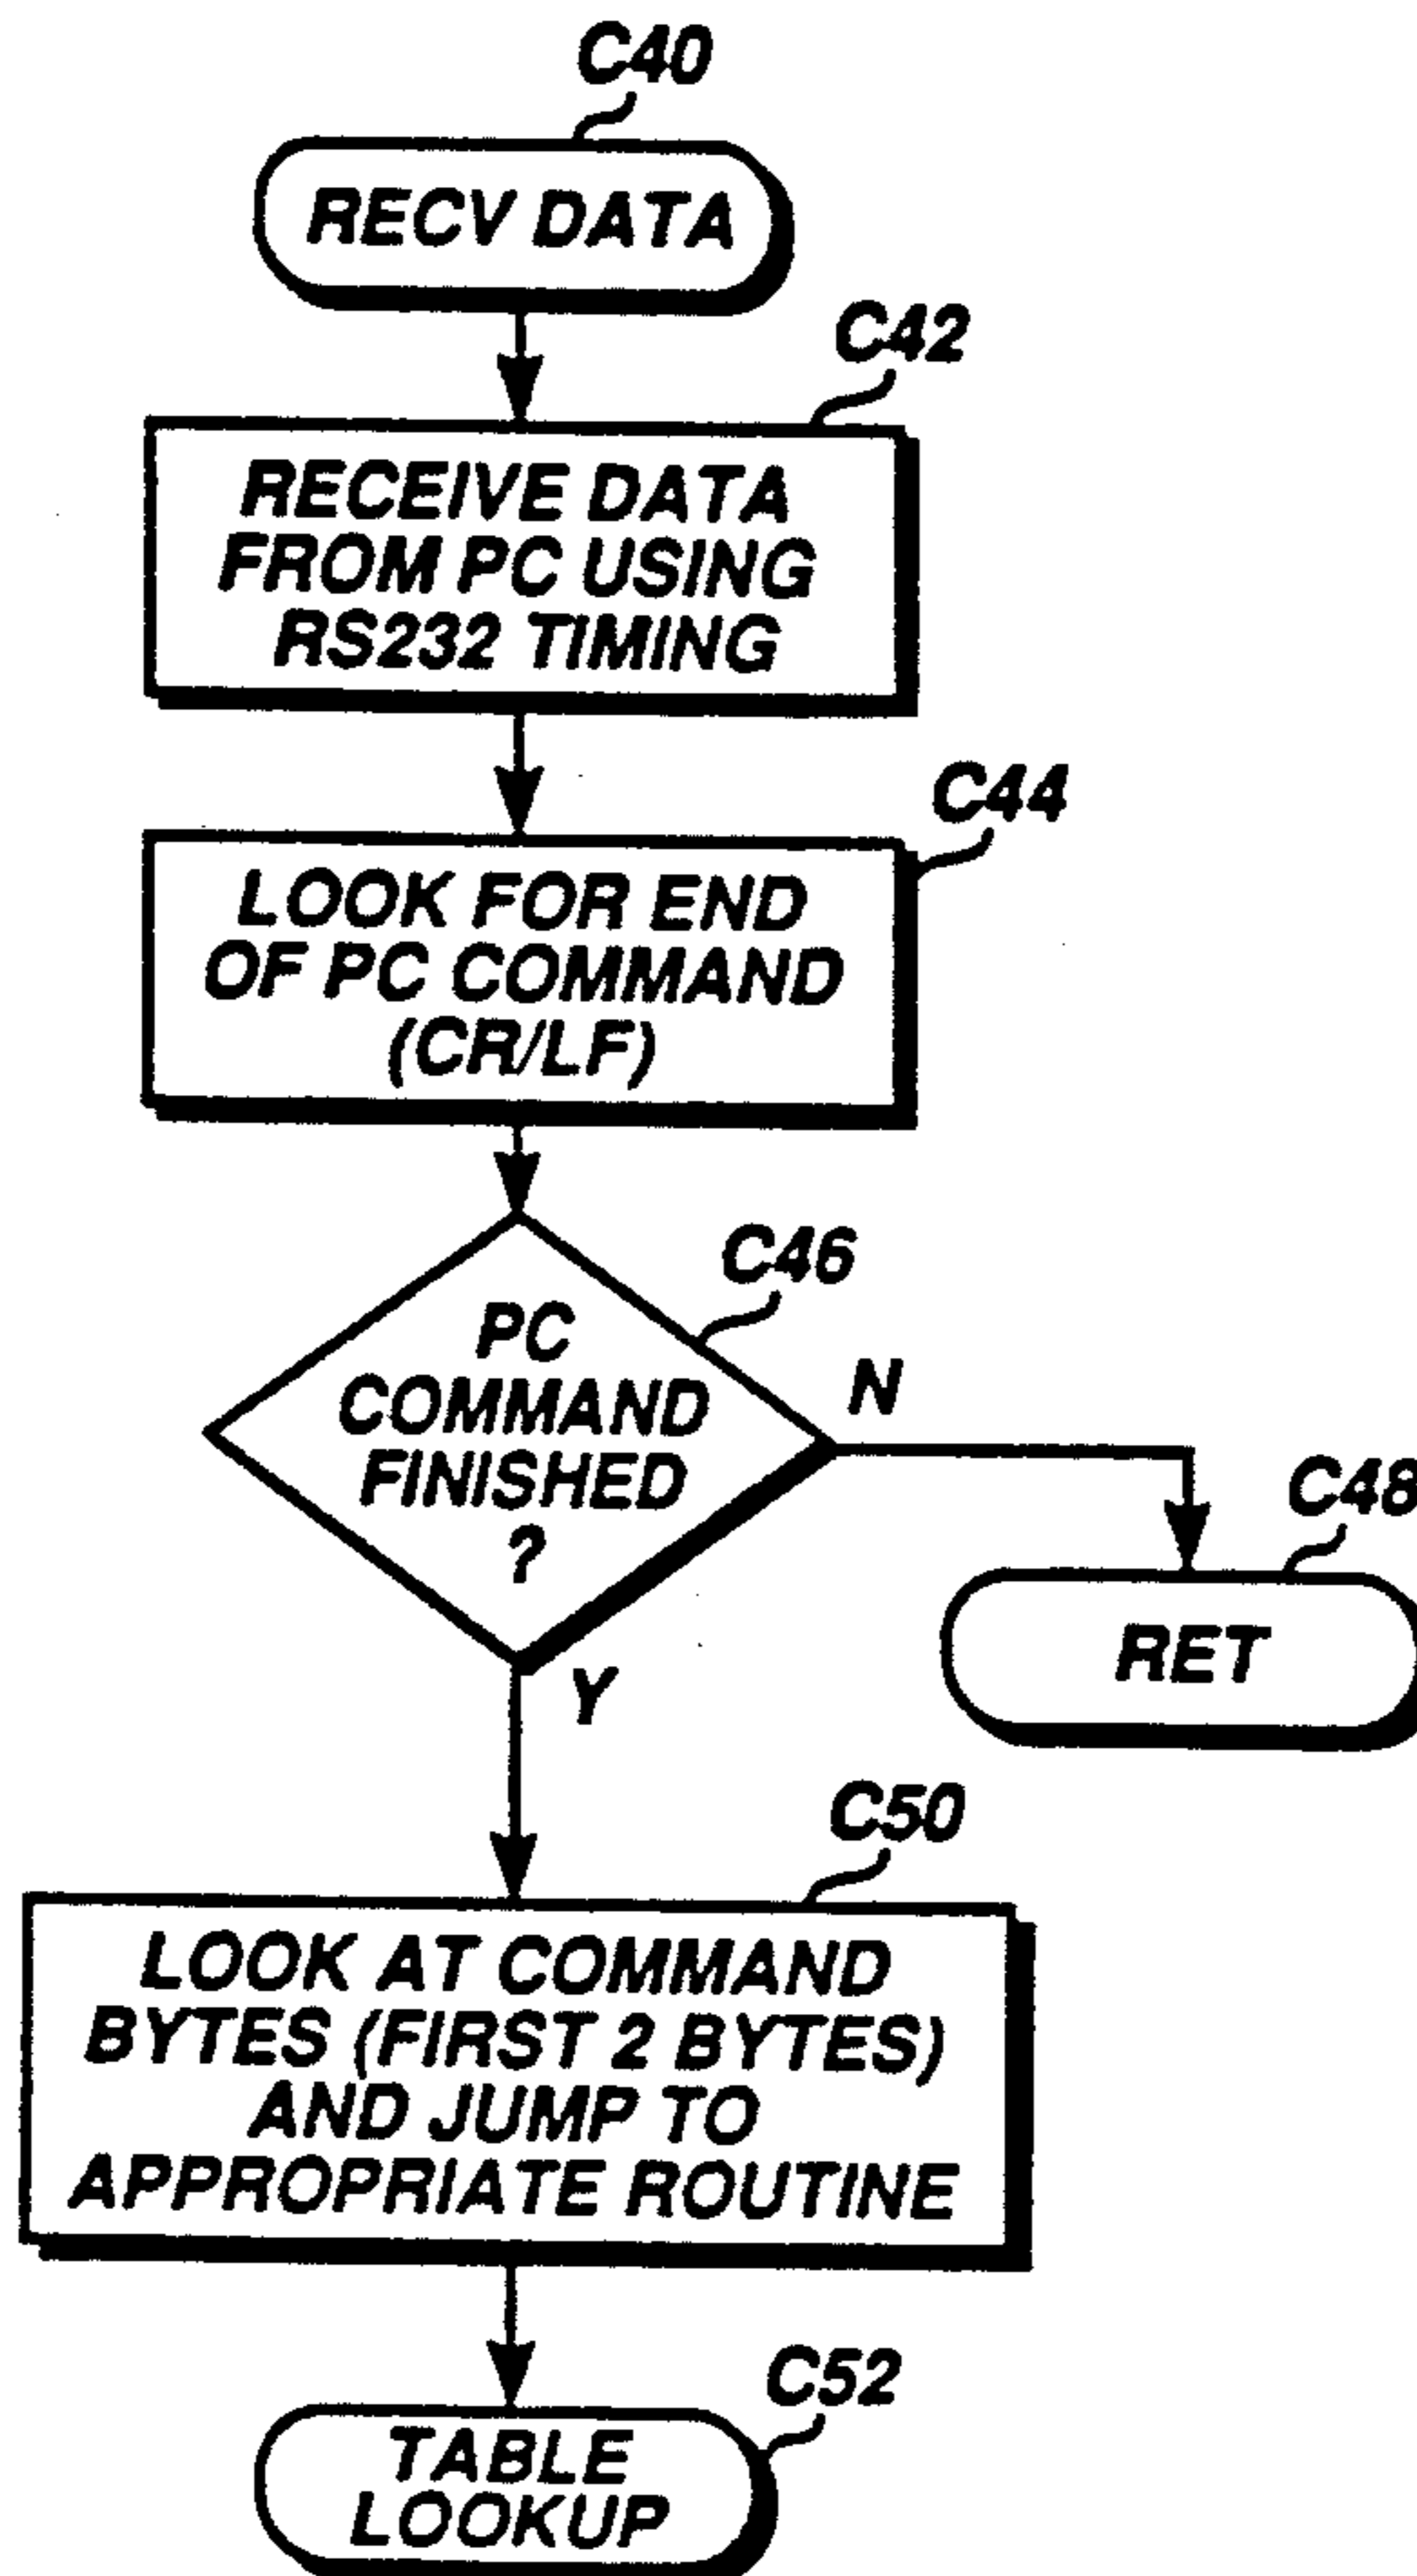 C40
RECV DATA
C42
RECEIVE DATA
FROM PC USING
RS232 TIMING
C44
LOOK FOR END
OF PC COMMAND
(CR/LF)
C46
PC
COMMAND
FINISHED
?
N
C48
RET
Y
C50
LOOK AT COMMAND
BYTES (FIRST 2 BYTES)
AND JUMP TO
APPROPRIATE ROUTINE
C52
TABLE
LOOKUP